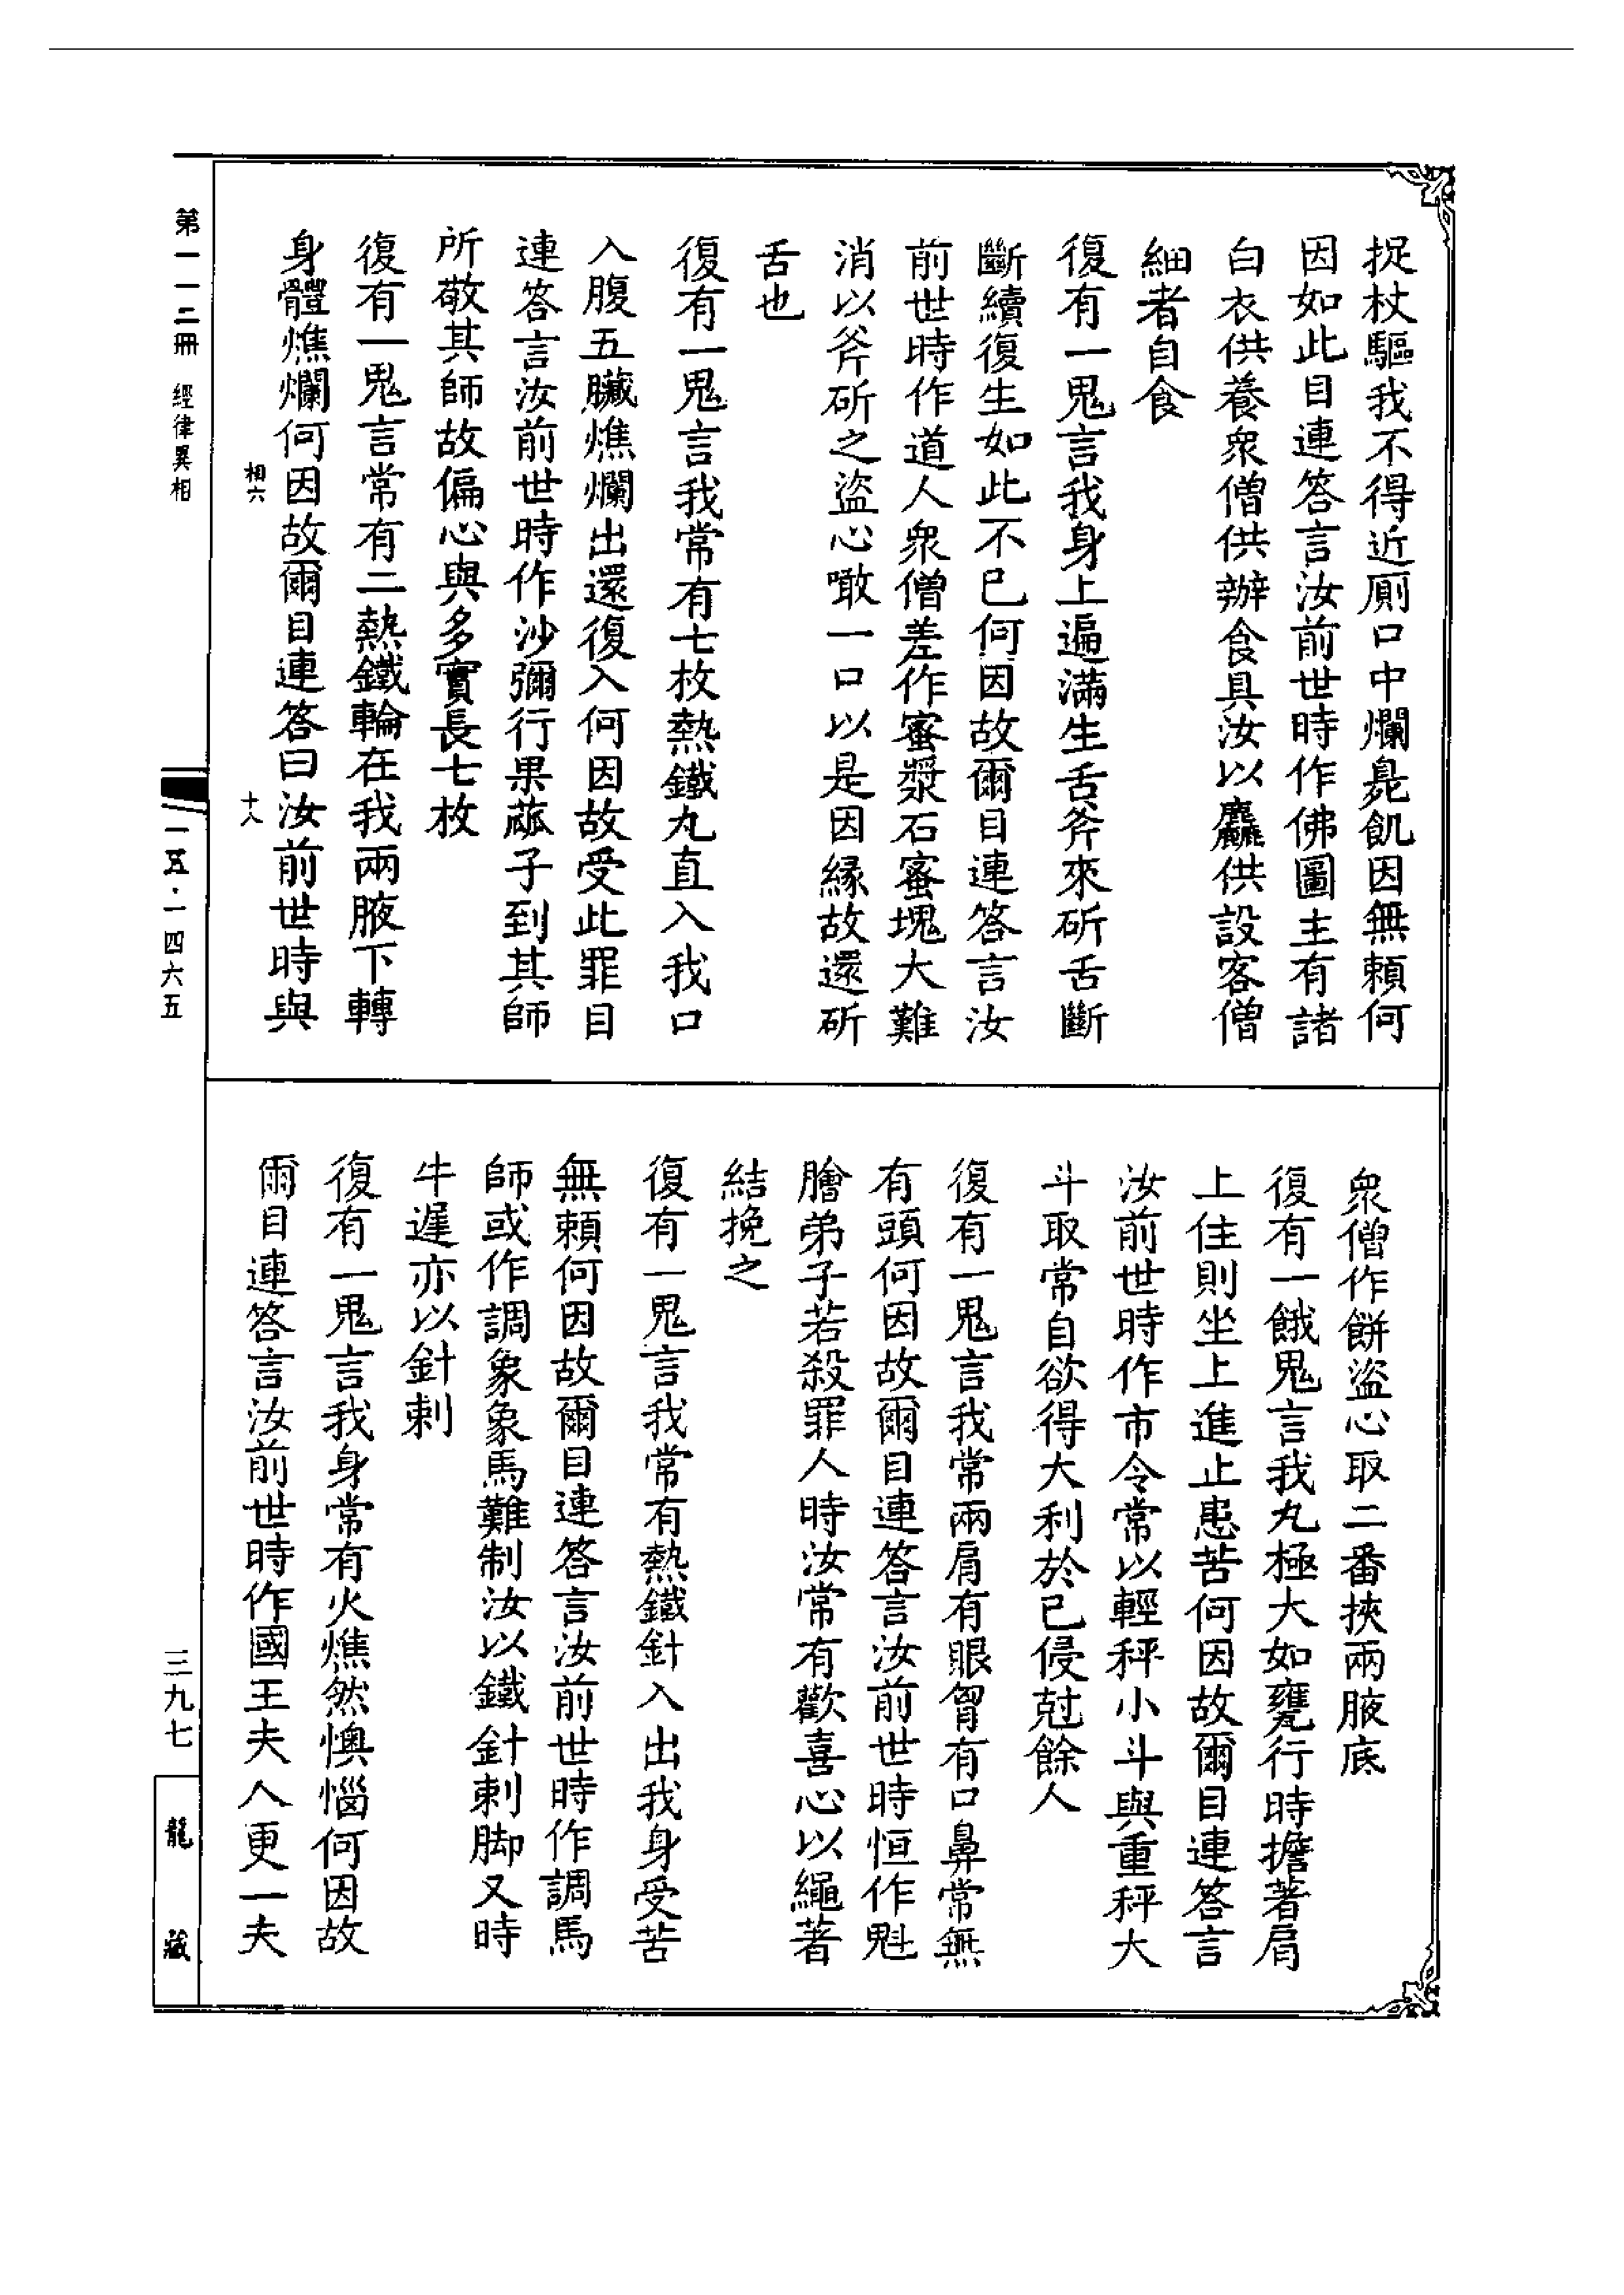 捉杖驅我不得近厠口中爛臰飢因無頼何
因如此目連答言汝前世時作佛圖主有諸
白衣供養衆僧供辦食具汝以麤供設客僧
細者自食
復有一鬼言我身上遍滿生舌斧來斫舌斷
斷續復生如此不已何因故爾目連答言汝
前世時作道人衆僧差作蜜漿石蜜塊大難
消以斧斫之盜心噉一口以是因縁故還斫
舌也
復有一鬼言我常有七枚熱鐵丸直入我口
入腹五臟燋爛出還復入何因故受此罪目
連答言汝前世時作沙彌行果蓏子到其師
所敬其師故偏心與多實長七枚
復有一鬼言常有二熱鐵輪在我兩腋下轉
身體燋爛何因故爾目連答曰汝前世時與
相六
十八
衆僧作餅盜心取二番挾兩腋底
復有一餓鬼言我丸極大如甕行時擔著肩
上住則坐上進止患苦何因故爾目連答言
汝前世時作市令常以輕秤小斗與重秤大
斗取常自欲得大利於已侵尅餘人
復有一鬼言我常兩肩有眼胷有口鼻常無
有頭何因故爾目連答言汝前世時恒作魁
膾弟子若殺罪人時汝常有歡喜心以繩著
結挽之
復有一鬼言我常有熱鐵針入出我身受苦
無頼何因故爾目連答言汝前世時作調馬
師或作調象象馬難制汝以鐵針刺脚又時
牛遲亦以針刺
復有一鬼言我身常有火燋然懊惱何因故
爾目連答言汝前世時作國王夫人更一夫
第一一二冊 經律異相
一五·一四六五
三九七
龍藏